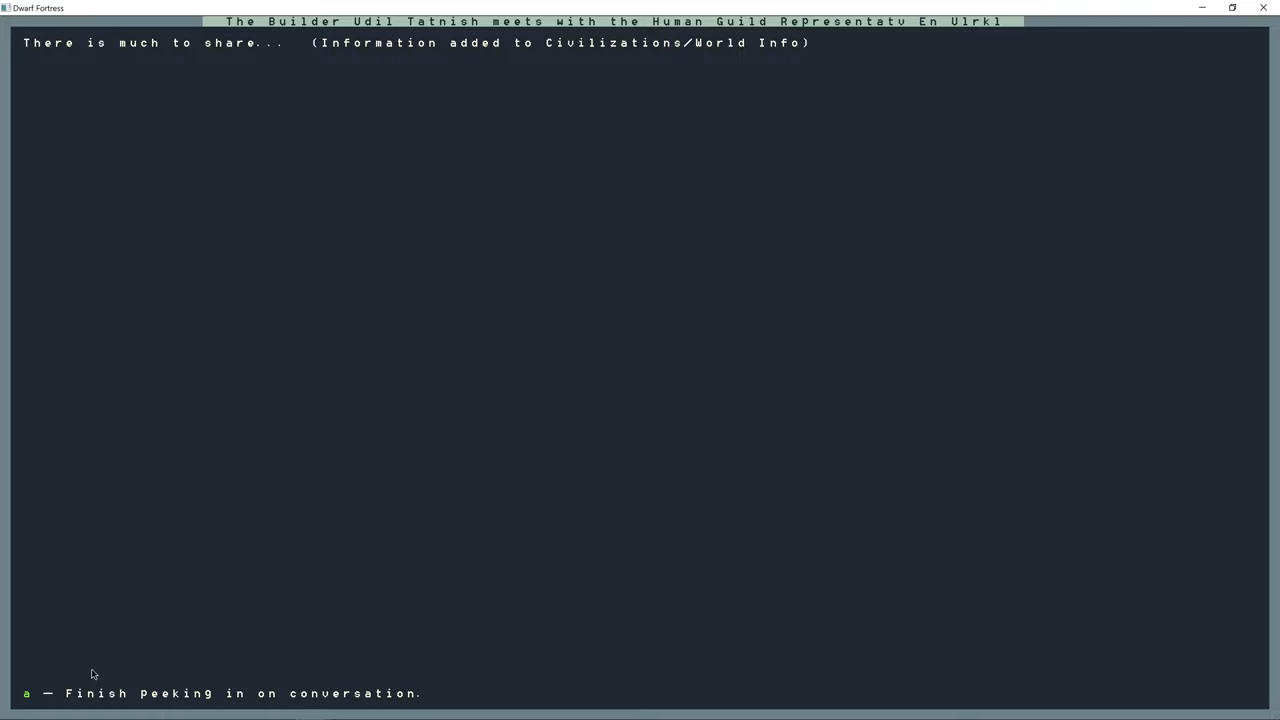 Dwarf Fortress
The Builder Udil Tatnish meets with the Human Guild Representatv En Ulrkl
There is much to share... (Information added to Civilizations/World Info)
a — Finish peeking in on conversation.